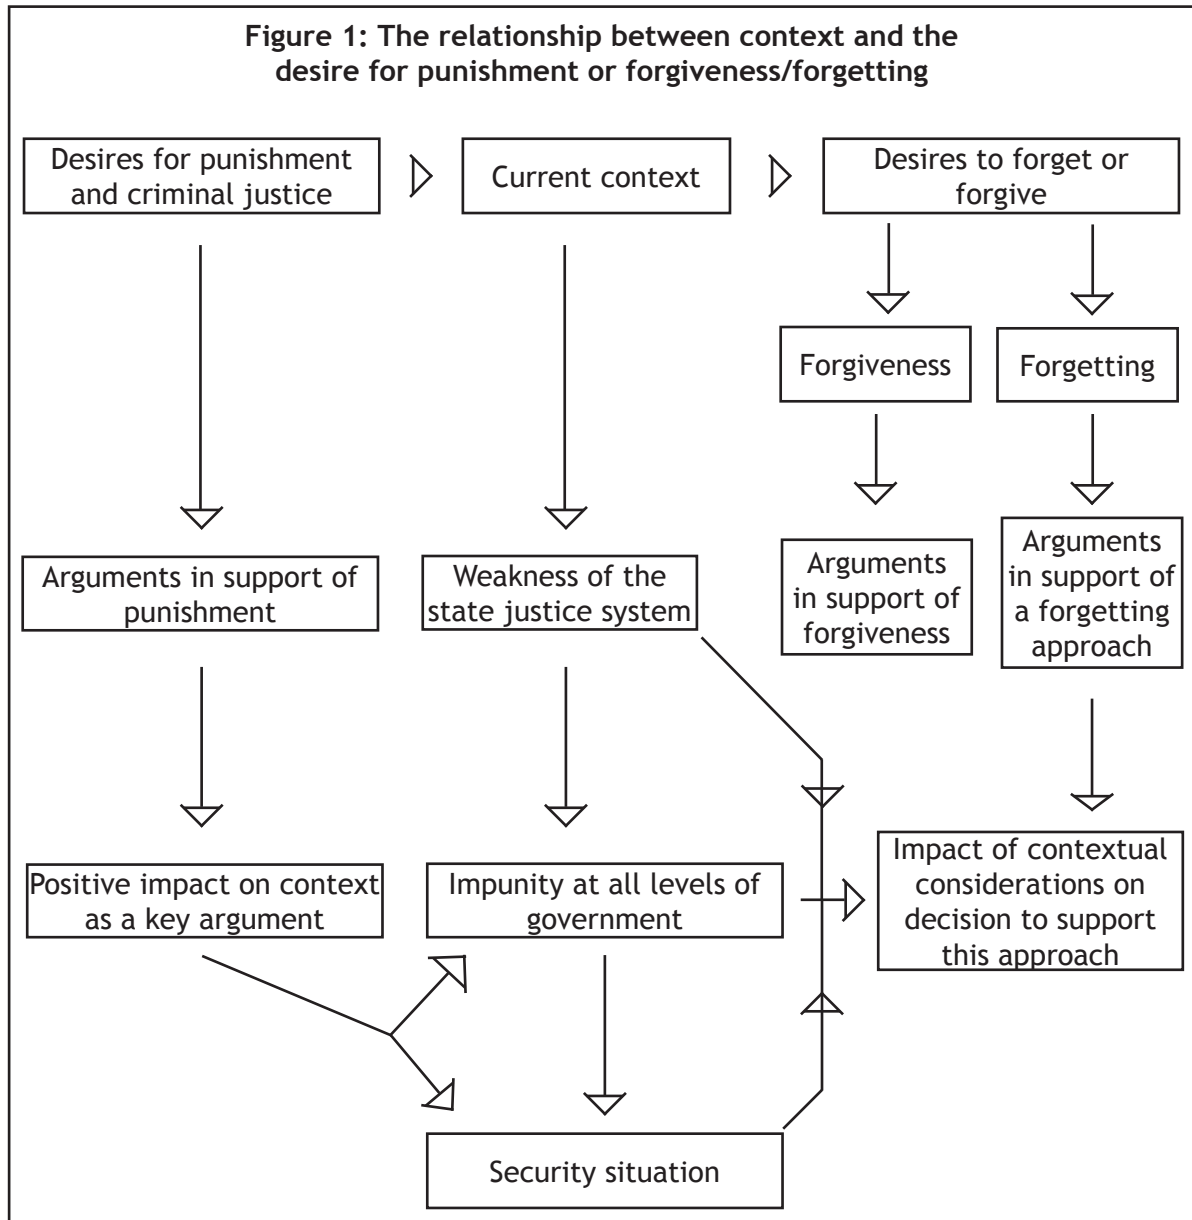 Figure 1: The relationship between context and the
desire for punishment or forgiveness/forgetting
Desires for punishment
and criminal justice
Current context
Desires to forget or
forgive
Forgiveness
Forgetting
Arguments in support of
punishment
Weakness of the
state justice system
Arguments
in support of
forgiveness
Arguments
in support of
a forgetting
approach
Positive impact on context
as a key argument
Impunity at all levels of
government
Impact of contextual
considerations on
decision to support
this approach
Security situation